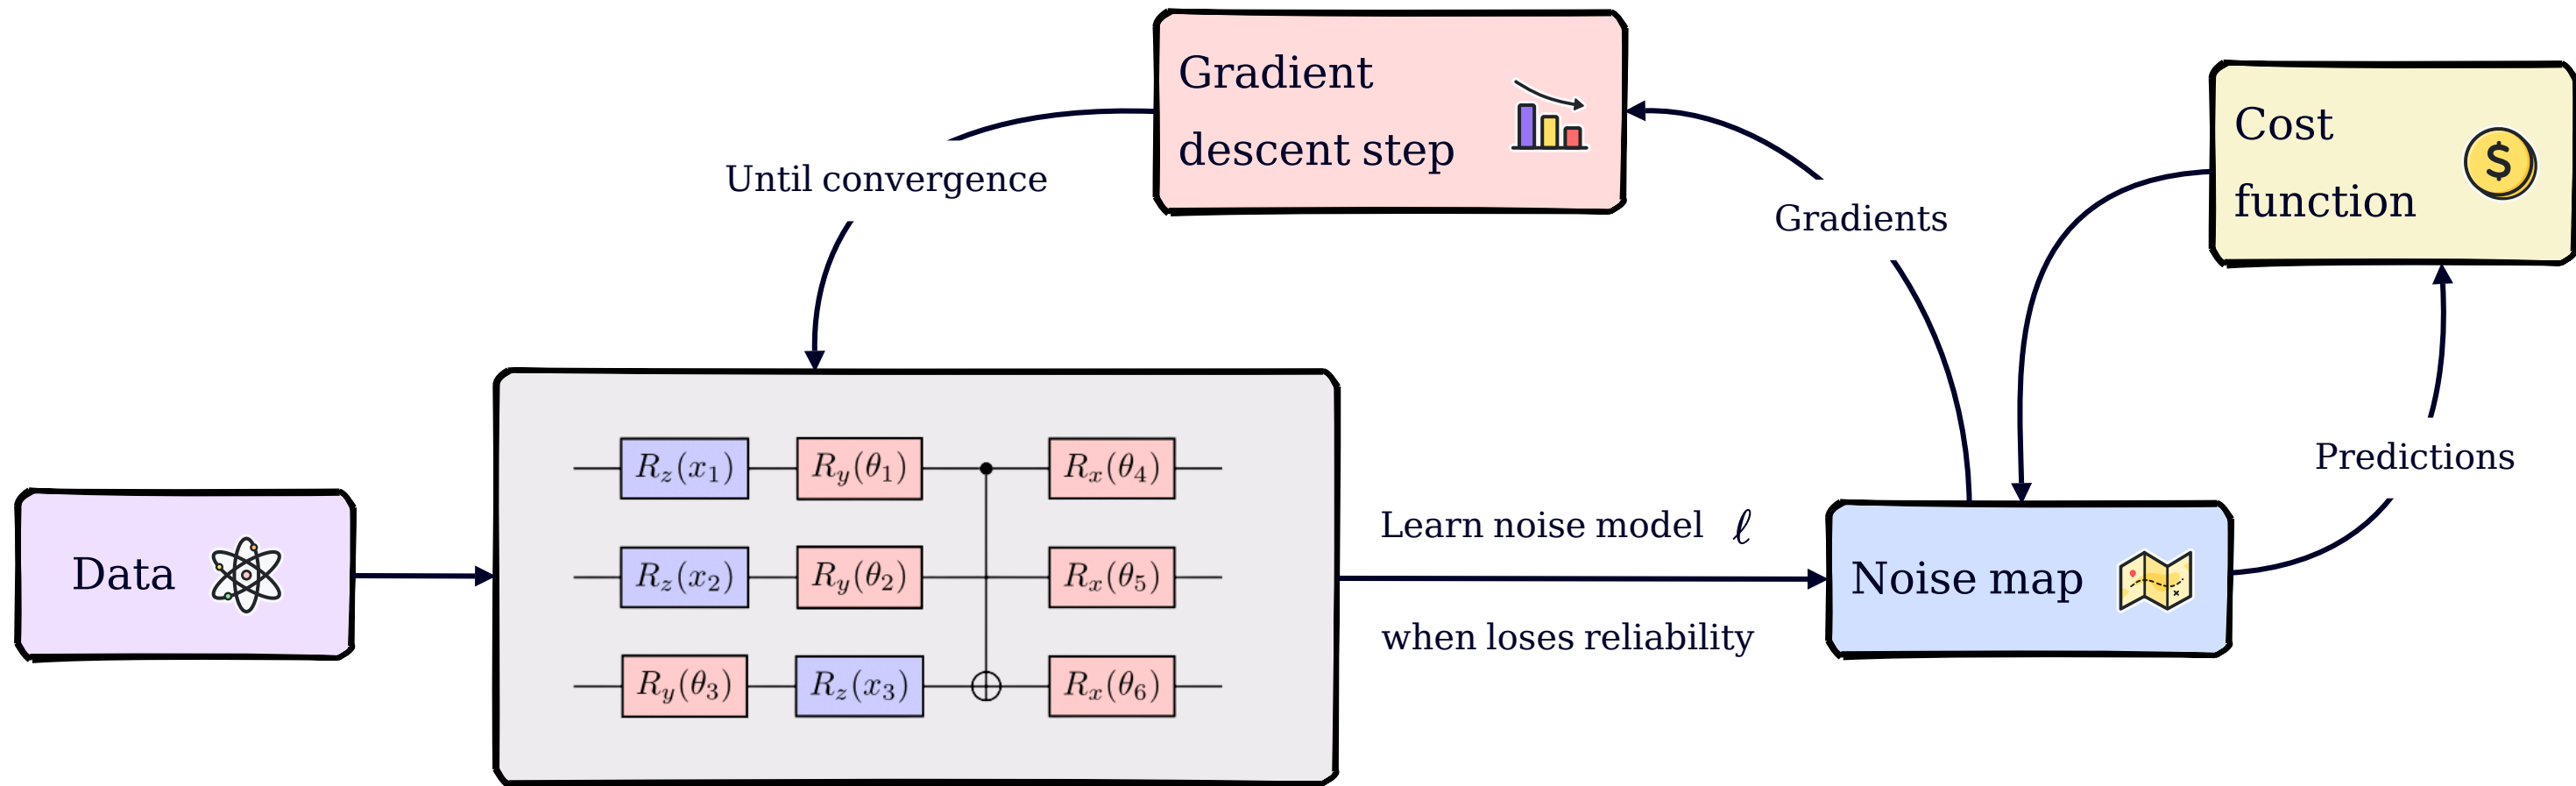 Gradient
descent step
Cost
function
$
Until convergence
Gradients
Predictions
Data
R_z(x_1) R_y(θ_1) R_x(θ_4)
R_z(x_2) R_y(θ_2) R_x(θ_5)
R_y(θ_3) R_z(x_3) R_x(θ_6)
Learn noise model ℓ
when loses reliability
Noise map